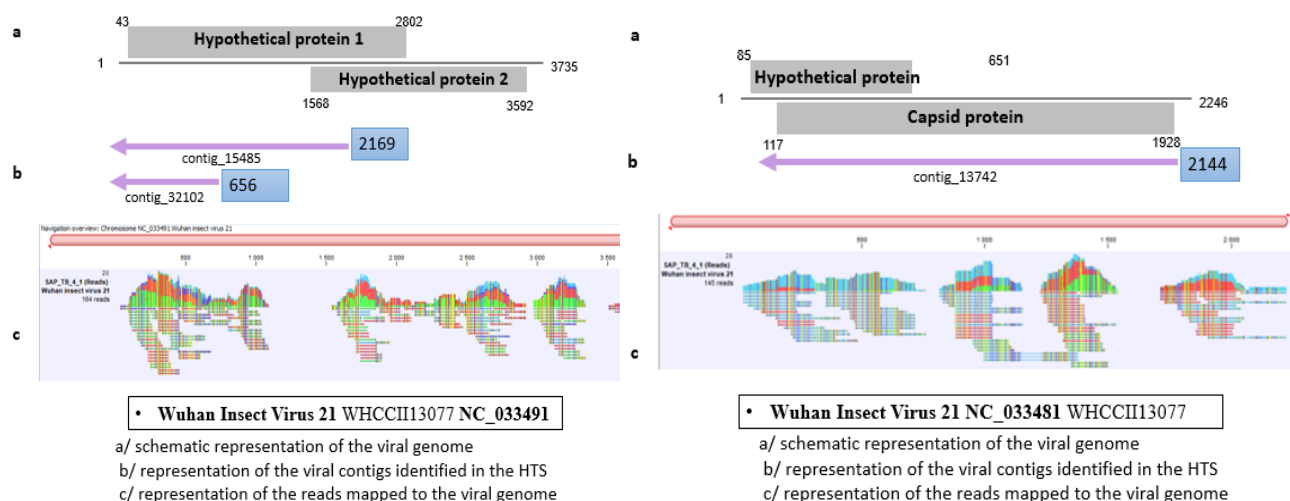 a
43
2802
Hypothetical protein 1
1
3735
Hypothetical protein 2
1568
3592
2169
contig_15485
b
656
contig_32102
Navigation overview: Chromosome NC_033491 Wuhan insect virus 21
500
1 000
1 500
2 000
2 500
3 000
3 500
20
SAP_TB_4_1 (Reads)
Wuhan insect virus 21
164 reads
c
• Wuhan Insect Virus 21 WHCCII13077 NC_033491
a/ schematic representation of the viral genome
b/ representation of the viral contigs identified in the HTS
c/ representation of the reads mapped to the viral genome
a
85
651
Hypothetical protein
1
2246
Capsid protein
117
1928
b
2144
contig_13742
500
1 000
1 500
2 000
28
SAP_TB_4_1 (Reads)
Wuhan insect virus 21
145 reads
c
• Wuhan Insect Virus 21 NC_033481 WHCCII13077
a/ schematic representation of the viral genome
b/ representation of the viral contigs identified in the HTS
c/ representation of the reads mapped to the viral genome